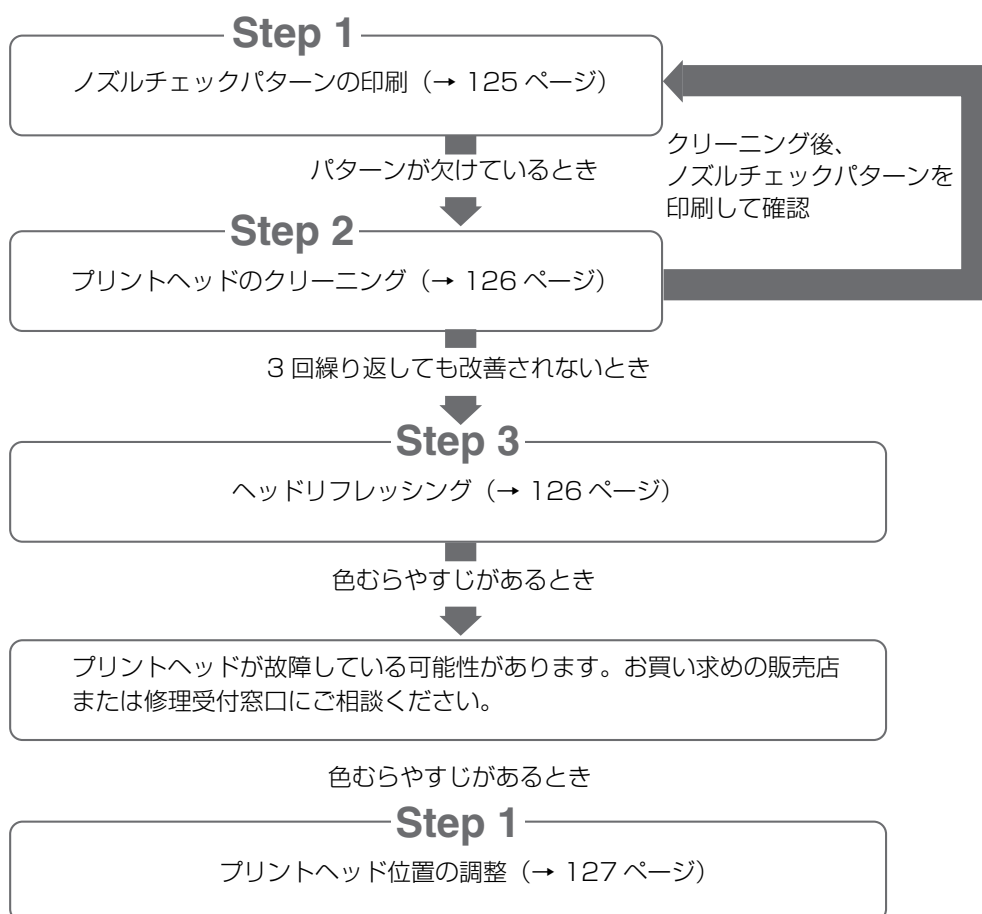 Step 1
ノズルチェックパターンの印刷（→ 125 ページ）
パターンが欠けているとき
クリーニング後、
ノズルチェックパターンを
印刷して確認
Step 2
プリントヘッドのクリーニング（→ 126 ページ）
3 回繰り返しても改善されないとき
Step 3
ヘッドリフレッシング（→ 126 ページ）
色むらやすじがあるとき
プリントヘッドが故障している可能性があります。お買い求めの販売店
または修理受付窓口にご相談ください。
色むらやすじがあるとき
Step 1
プリントヘッド位置の調整（→ 127 ページ）